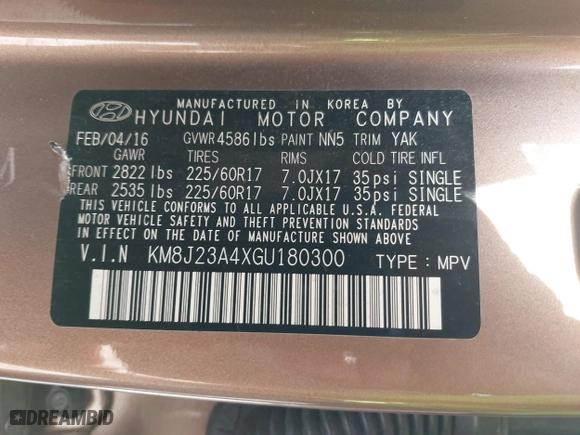 MANUFACTURED IN KOREA BY
HYUNDAI MOTOR COMPANY
FEB/04/16 GVWR 4586lbs PAINT NN5 TRIM YAK
GAWR TIRES RIMS COLD TIRE INFL
FRONT 2822 lbs 225/60R17 7.0JX17 35psi SINGLE
REAR 2535 lbs 225/60R17 7.0JX17 35psi SINGLE
THIS VEHICLE CONFORMS TO ALL APPLICABLE U.S.A. FEDERAL
MOTOR VEHICLE SAFETY AND THEFT PREVENTION STANDARDS
IN EFFECT ON THE DATE OF MANUFACTURE SHOWN ABOVE.
V.I.N KM8J23A4XGU180300 TYPE : MPV
DREAMBID